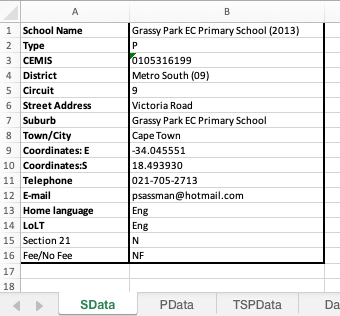 A B
1 School Name Grassy Park EC Primary School (2013)
2 Type P
3 CEMIS 0105316199
4 District Metro South (09)
5 Circuit 9
6 Street Address Victoria Road
7 Suburb Grassy Park EC Primary School
8 Town/City Cape Town
9 Coordinates: E -34.045551
10 Coordinates:S 18.493930
11 Telephone 021-705-2713
12 E-mail psassman@hotmail.com
13 Home language Eng
14 LoLT Eng
15 Section 21 N
16 Fee/No Fee NF
17
18
SData PData TSPData Da